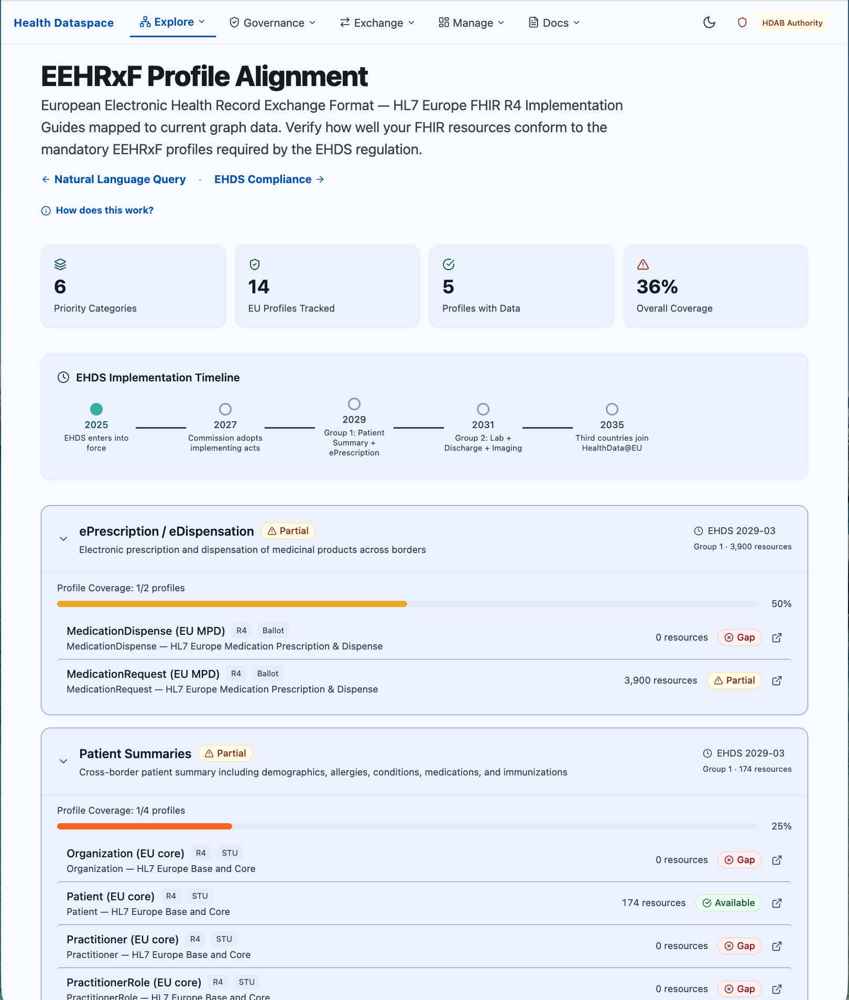 Health Dataspace
Explore
Governance
Exchange
Manage
Docs
HDAB Authority
EEHRxF Profile Alignment
European Electronic Health Record Exchange Format — HL7 Europe FHIR R4 Implementation
Guides mapped to current graph data. Verify how well your FHIR resources conform to the
mandatory EEHRxF profiles required by the EHDS regulation.
← Natural Language Query · EHDS Compliance →
How does this work?
6
Priority Categories
14
EU Profiles Tracked
5
Profiles with Data
36%
Overall Coverage
EHDS Implementation Timeline
2025
EHDS enters into
force
2027
Commission adopts
implementing acts
2029
Group 1: Patient
Summary +
ePrescription
2031
Group 2: Lab +
Discharge + Imaging
2035
Third countries join
HealthData@EU
ePrescription / eDispensation
Partial
Electronic prescription and dispensation of medicinal products across borders
EHDS 2029-03
Group 1 · 3,900 resources
Profile Coverage: 1/2 profiles
50%
MedicationDispense (EU MPD) R4 Ballot
MedicationDispense — HL7 Europe Medication Prescription & Dispense
0 resources Gap
MedicationRequest (EU MPD) R4 Ballot
MedicationRequest — HL7 Europe Medication Prescription & Dispense
3,900 resources Partial
Patient Summaries
Partial
Cross-border patient summary including demographics, allergies, conditions, medications, and immunizations
EHDS 2029-03
Group 1 · 174 resources
Profile Coverage: 1/4 profiles
25%
Organization (EU core) R4 STU
Organization — HL7 Europe Base and Core
0 resources Gap
Patient (EU core) R4 STU
Patient — HL7 Europe Base and Core
174 resources Available
Practitioner (EU core) R4 STU
Practitioner — HL7 Europe Base and Core
0 resources Gap
PractitionerRole (EU core) R4 STU
PractitionerRole — HL7 Europe Base and Core
0 resources Gap